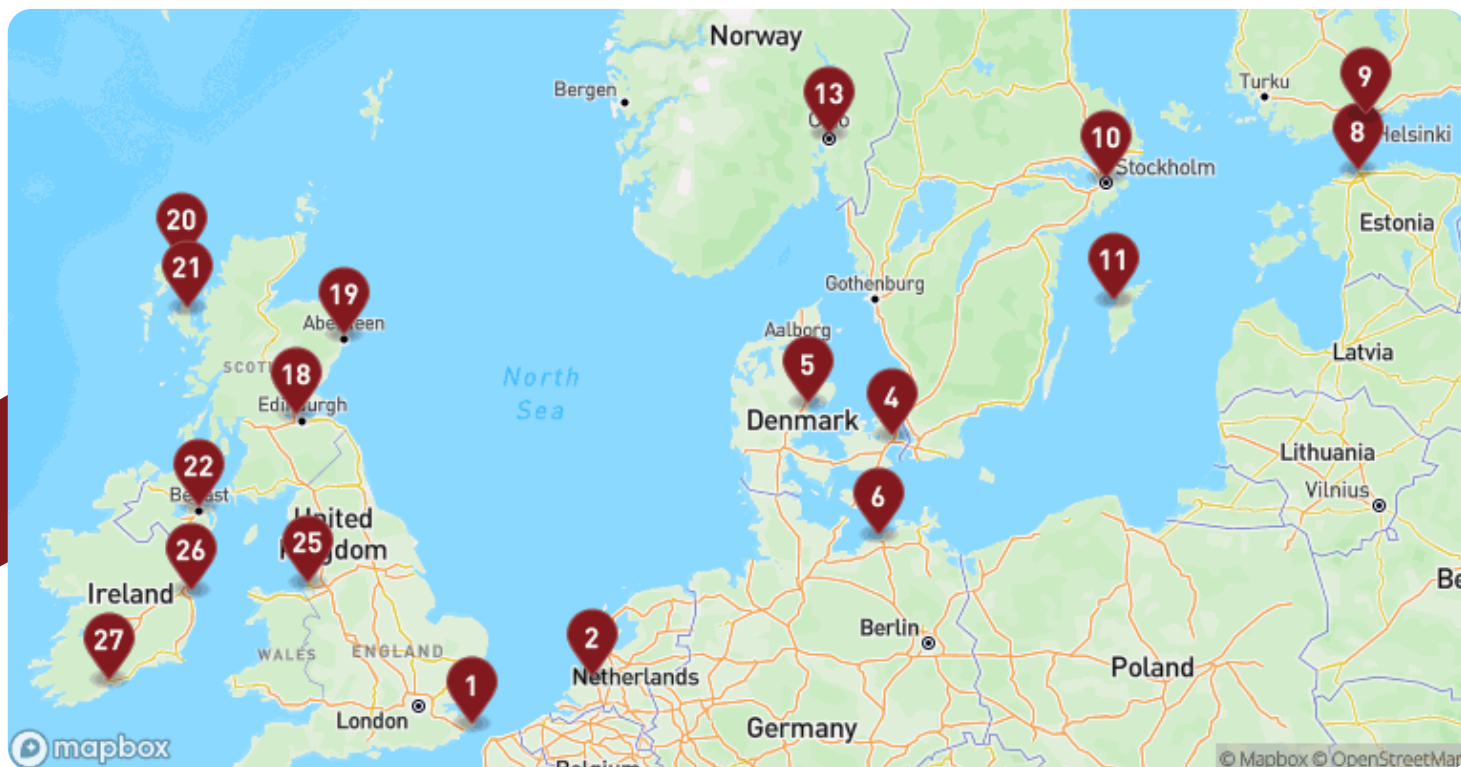 Norway
Bergen
13
Turku
9
8
Helsinki
10
Stockholm
Estonia
20
21
19
Aberdeen
11
Gothenburg
Aalborg
5
4
Denmark
Latvia
18
Edinburgh
North
Sea
Lithuania
Vilnius
22
Belfast
6
United
Kingdom
25
26
Ireland
27
WALES
ENGLAND
2
Netherlands
Berlin
Poland
1
London
Germany
Belgium
mapbox
© Mapbox © OpenStreetMap